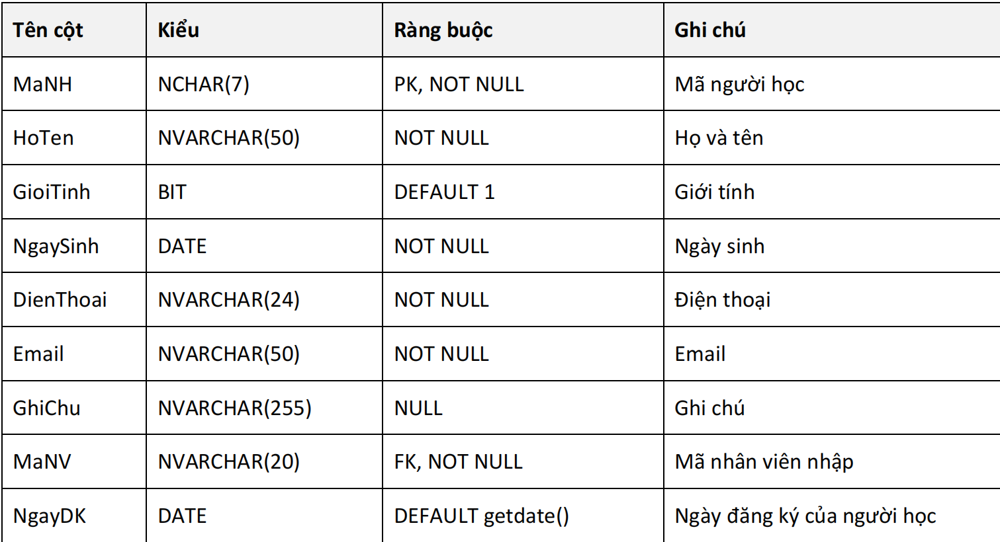 Tên cột Kiểu Ràng buộc Ghi chú
MaNH NCHAR(7) PK, NOT NULL Mã người học
HoTen NVARCHAR(50) NOT NULL Họ và tên
GioiTinh BIT DEFAULT 1 Giới tính
NgaySinh DATE NOT NULL Ngày sinh
DienThoai NVARCHAR(24) NOT NULL Điện thoại
Email NVARCHAR(50) NOT NULL Email
GhiChu NVARCHAR(255) NULL Ghi chú
MaNV NVARCHAR(20) FK, NOT NULL Mã nhân viên nhập
NgayDK DATE DEFAULT getdate() Ngày đăng ký của người học